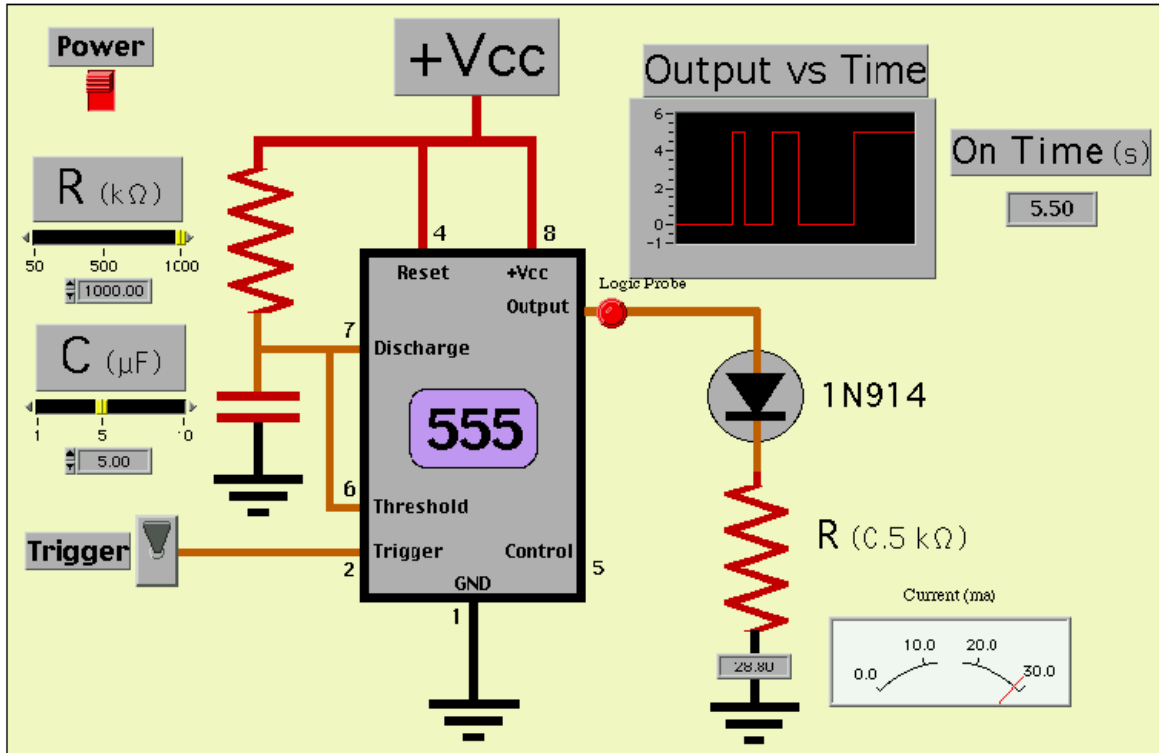 Power
+Vcc
Output vs Time
6
4
2
0
-1
On Time (s)
5.50
R (kΩ)
50 500 1000
1000.00
C (µF)
1 5 10
5.00
4 8
Reset +Vcc
Output
Logic Probe
7
Discharge
555
1N914
6
Threshold
Trigger
Trigger Control
2 5
GND
1
R (0.5 kΩ)
Current (ma)
0.0 10.0 20.0 30.0
28.80